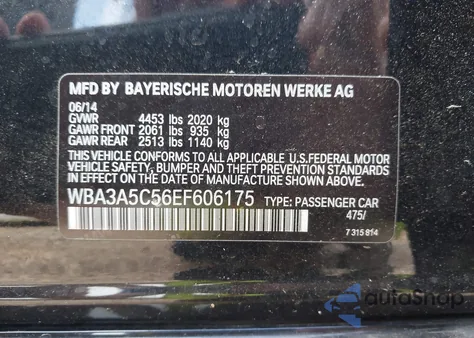 MFD BY BAYERISCHE MOTOREN WERKE AG
06/14
GVWR 4453 lbs 2020 kg
GAWR FRONT 2061 lbs 935 kg
GAWR REAR 2513 lbs 1140 kg
THIS VEHICLE CONFORMS TO ALL APPLICABLE U.S.FEDERAL MOTOR
VEHICLE SAFETY, BUMPER AND THEFT PREVENTION STANDARDS IN
EFFECT ON THE DATE OF MANUFACTURE SHOWN ABOVE.
WBA3A5C56EF606175 TYPE: PASSENGER CAR
475/
7 315 814
autoShop